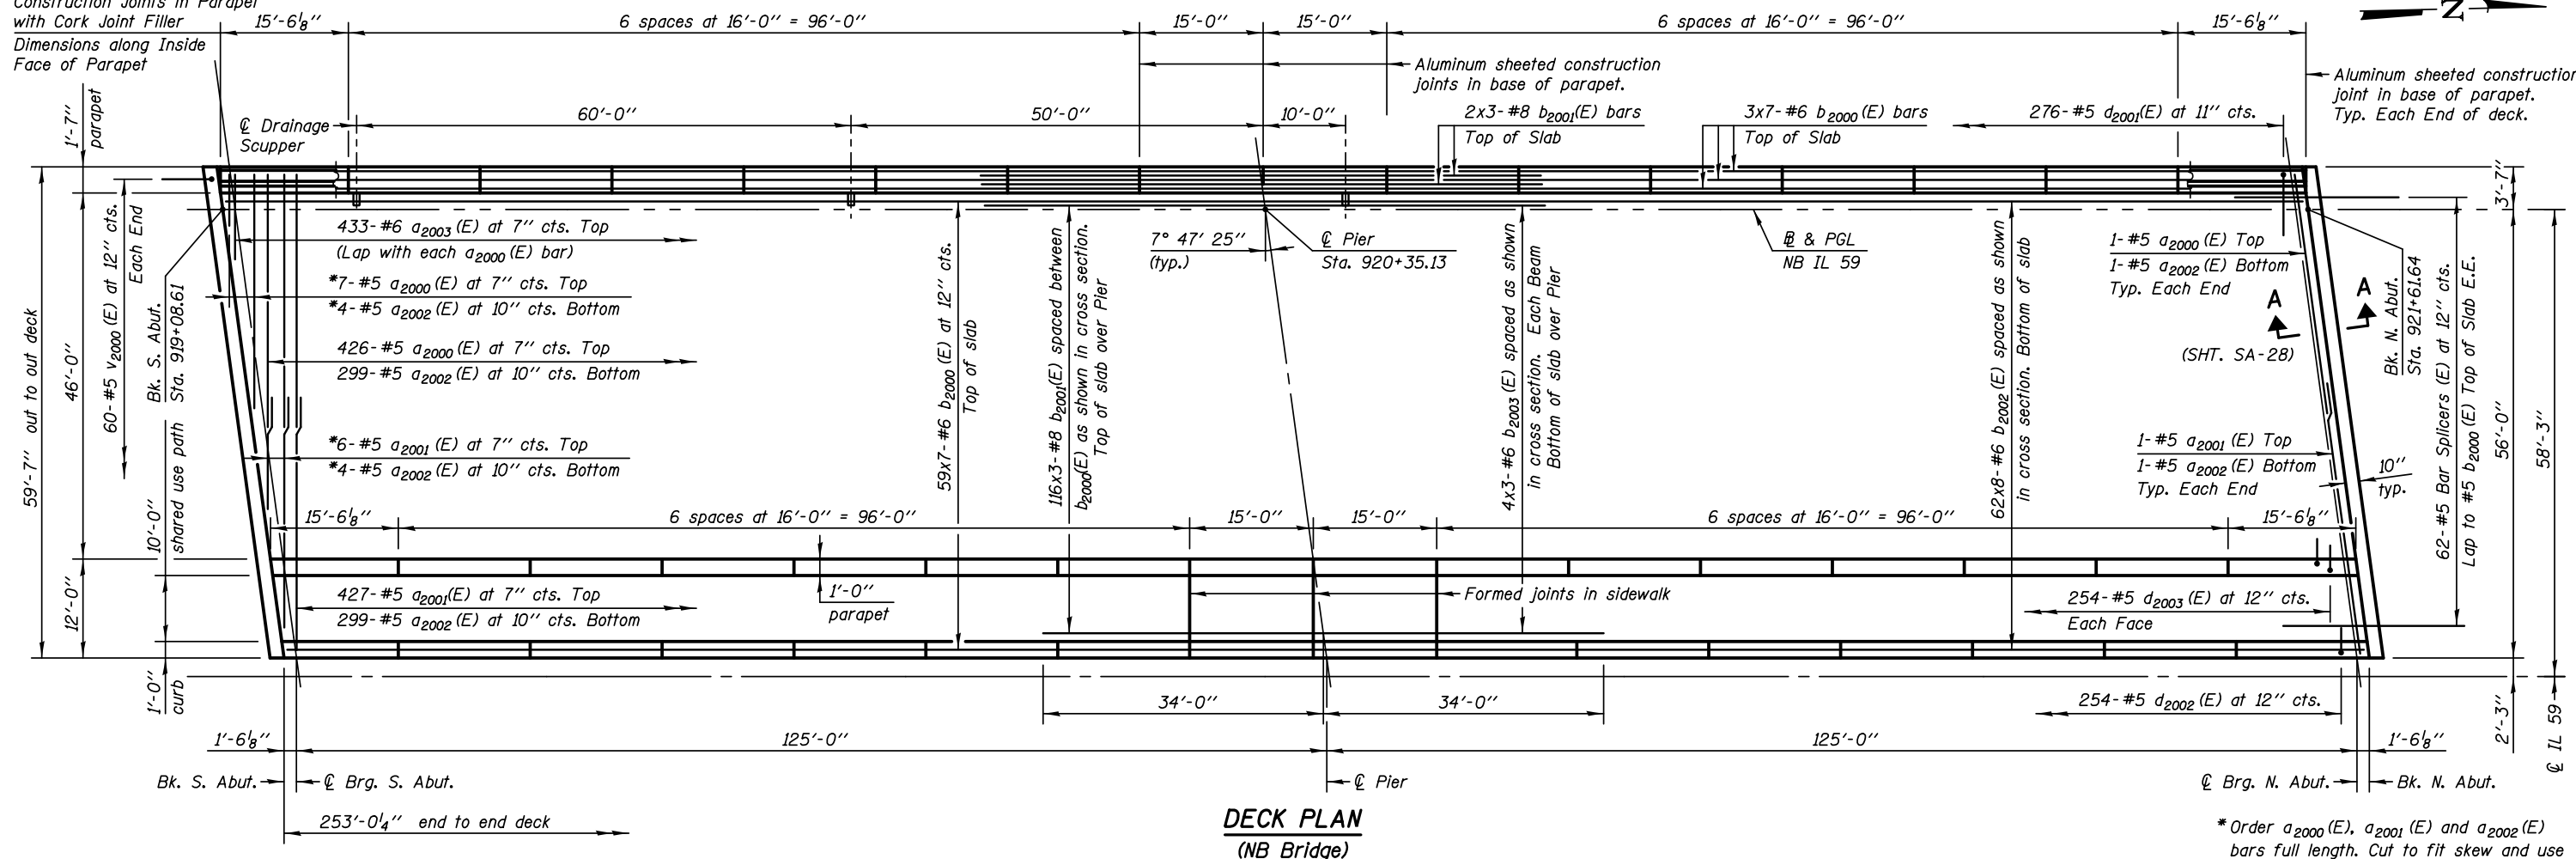 Construction Joints in Parapet
with Cork Joint Filler
Dimensions along Inside
Face of Parapet
15'-6 1/8"
6 spaces at 16'-0" = 96'-0"
15'-0"
15'-0"
6 spaces at 16'-0" = 96'-0"
15'-6 1/8"
N
Aluminum sheeted construction
joints in base of parapet.
Aluminum sheeted construction
joint in base of parapet.
Typ. Each End of deck.
1'-7"
parapet
℄ Drainage
Scupper
60'-0"
50'-0"
10'-0"
2x3-#8 b2001(E) bars
Top of Slab
3x7-#6 b2000(E) bars
Top of Slab
276-#5 d2001(E) at 11" cts.
3'-7"
59'-7" out to out deck
46'-0"
60-#5 v2000(E) at 12" cts.
Each End
Bk. S. Abut.
Sta. 919+08.61
433-#6 a2003(E) at 7" cts. Top
(Lap with each a2000(E) bar)
*7-#5 a2000(E) at 7" cts. Top
*4-#5 a2002(E) at 10" cts. Bottom
426-#5 a2000(E) at 7" cts. Top
299-#5 a2002(E) at 10" cts. Bottom
*6-#5 a2001(E) at 7" cts. Top
*4-#5 a2002(E) at 10" cts. Bottom
59x7-#6 b2000(E) at 12" cts.
Top of slab
116x3-#8 b2001(E) spaced between
b2000(E) as shown in cross section.
Top of slab over Pier
7° 47' 25"
(typ.)
℄ Pier
Sta. 920+35.13
4x3-#6 b2003(E) spaced as shown
in cross section. Each Beam
Bottom of slab over Pier
℄ & PGL
NB IL 59
62x8-#6 b2002(E) spaced as shown
in cross section. Bottom of slab
1-#5 a2000(E) Top
1-#5 a2002(E) Bottom
Typ. Each End
A
A
(SHT. SA-28)
Bk. N. Abut.
Sta. 921+61.64
62-#5 Bar Splicers (E) at 12" cts.
Lap to #5 b2000(E) Top of Slab E.E.
56'-0"
58'-3"
1-#5 a2001(E) Top
1-#5 a2002(E) Bottom
Typ. Each End
10"
typ.
10'-0"
shared use path
12'-0"
1'-0"
curb
15'-6 1/8"
6 spaces at 16'-0" = 96'-0"
15'-0"
15'-0"
6 spaces at 16'-0" = 96'-0"
15'-6 1/8"
427-#5 a2001(E) at 7" cts. Top
299-#5 a2002(E) at 10" cts. Bottom
1'-0"
parapet
Formed joints in sidewalk
254-#5 d2003(E) at 12" cts.
Each Face
34'-0"
34'-0"
254-#5 d2002(E) at 12" cts.
2'-3"
℄ IL 59
1'-6 1/8"
125'-0"
125'-0"
1'-6 1/8"
Bk. S. Abut.
℄ Brg. S. Abut.
℄ Pier
℄ Brg. N. Abut.
Bk. N. Abut.
253'-0 1/4" end to end deck
DECK PLAN
(NB Bridge)
*Order a2000(E), a2001(E) and a2002(E)
bars full length. Cut to fit skew and use